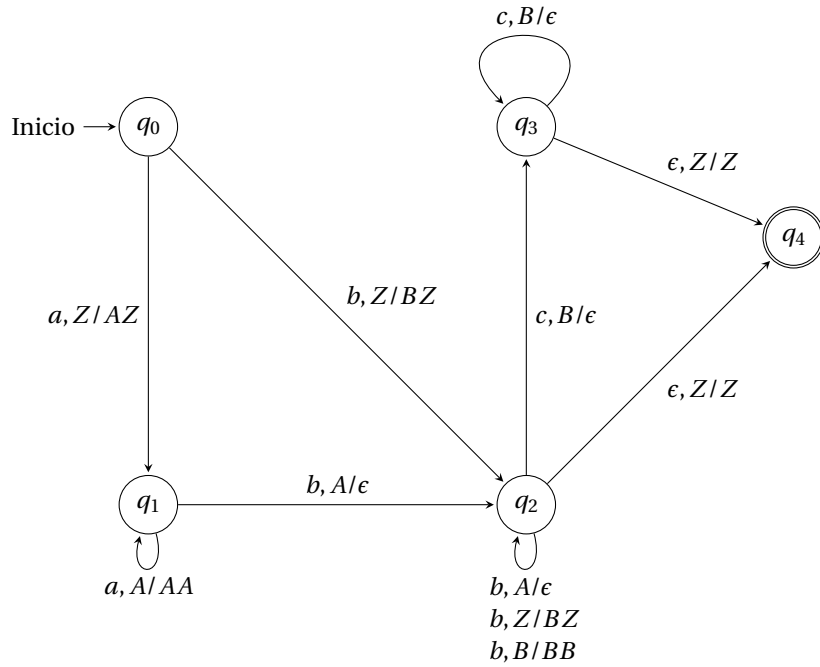 c, B/ϵ
Inicio
q0
q3
ϵ, Z/Z
q4
a, Z/AZ
b, Z/BZ
c, B/ϵ
ϵ, Z/Z
q1
b, A/ϵ
q2
a, A/AA
b, A/ϵ
b, Z/BZ
b, B/BB